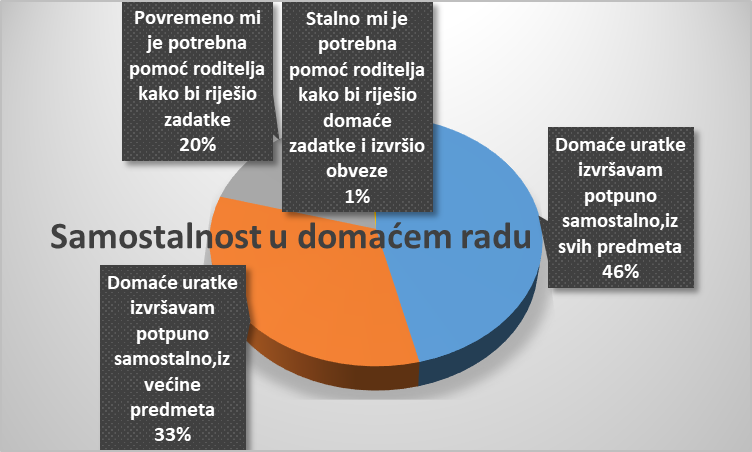 Povremeno mi
je potrebna
pomoć roditelja
kako bi riješio
zadatke
20%
Stalno mi je
potrebna
pomoć roditelja
kako bi riješio
domaće
zadatke i izvršio
obveze
1%
Domaće uratke
izvršavam
potpuno
samostalno,iz
svih predmeta
46%
Samostalnost u domaćem radu
Domaće uratke
izvršavam
potpuno
samostalno,iz
većine
predmeta
33%